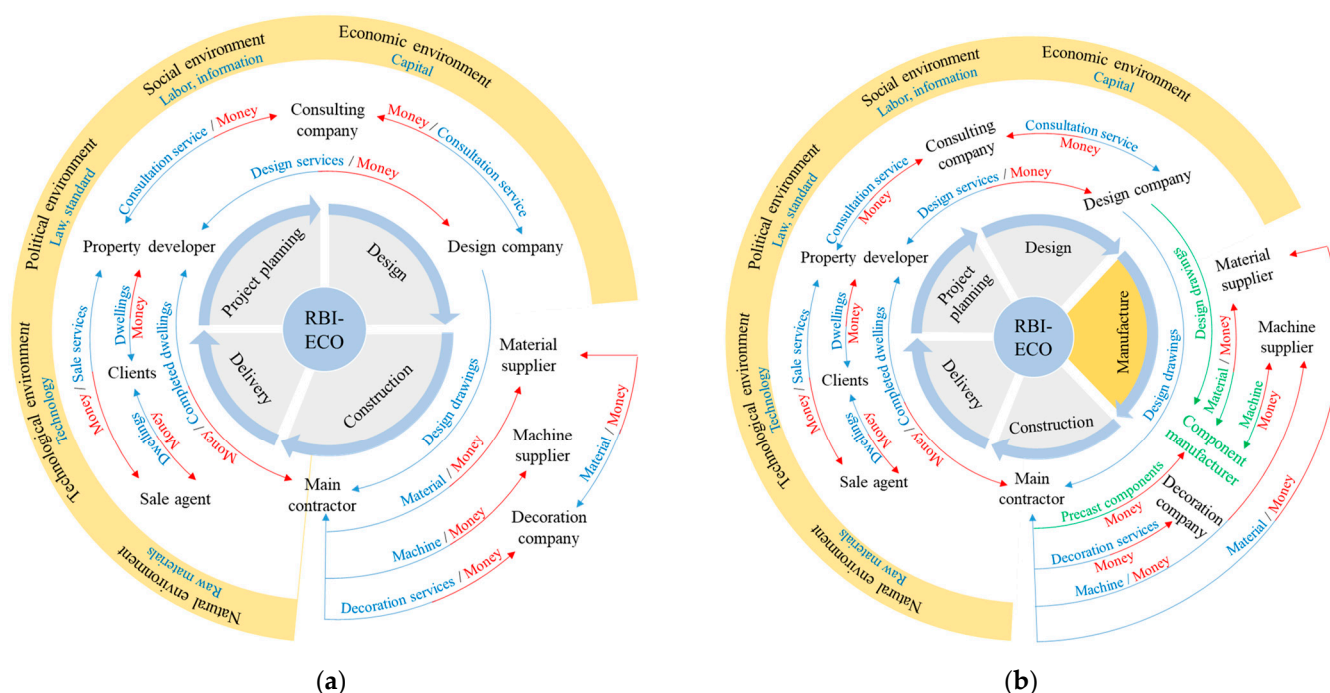 Economic environment
Capital
Social environment
Labor, information
Political environment
Law, standard
Technological environment
Technology
Natural environment
Raw materials
Consulting
company
Consultation service / Money
Money / Consultation service
Design services / Money
Property developer
Design company
Project planning
Design
Construction
Delivery
RBI-
ECO
Dwellings
Money
Money / Sale services
Money / Completed dwellings
Clients
Dwellings
Money
Sale agent
Main
contractor
Design drawings
Material
supplier
Machine
supplier
Decoration
company
Material / Money
Material / Money
Machine / Money
Decoration services / Money
(a)
Economic environment
Capital
Social environment
Labor, information
Political environment
Law, standard
Technological environment
Technology
Natural environment
Raw materials
Consulting
company
Consultation service
Money
Consultation service
Money
Design services / Money
Property developer
Design company
Project
planning
Design
Manufacture
Construction
Delivery
RBI-
ECO
Dwellings
Money
Money / Sale services
Money / Completed dwellings
Clients
Dwellings
Money
Sale agent
Main
contractor
Design drawings
Design drawings
Material
supplier
Machine
supplier
Material / Money
Machine
Money
Component
manufacturer
Decoration
company
Precast components
Money
Decoration services
Money
Machine / Money
Material / Money
(b)